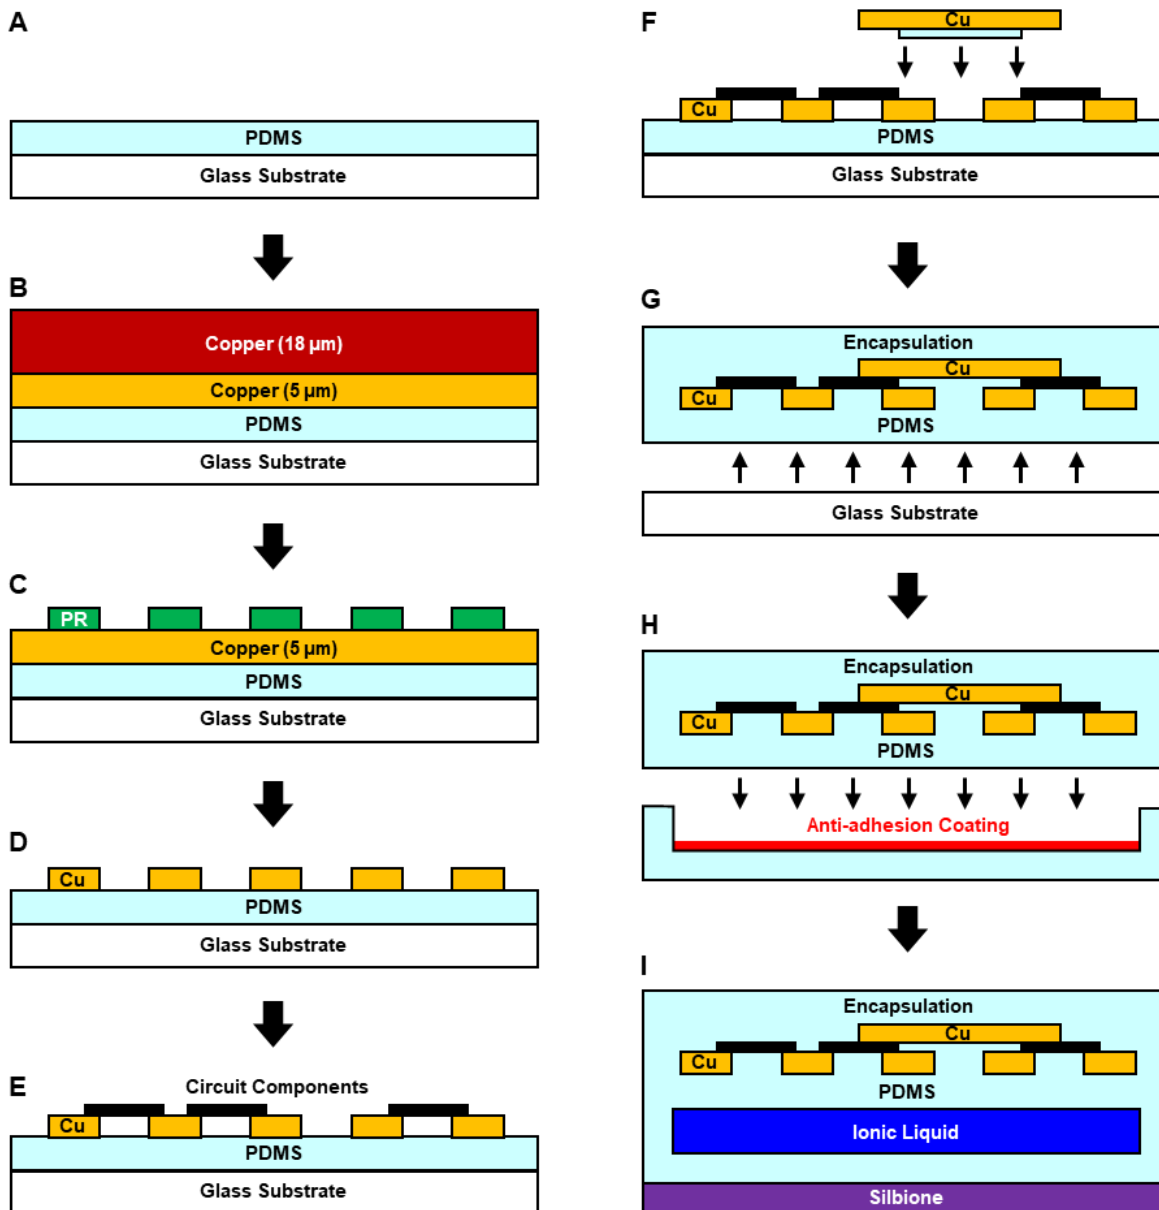 A
PDMS
Glass Substrate
B
Copper (18 µm)
Copper (5 µm)
PDMS
Glass Substrate
C
PR
Copper (5 µm)
PDMS
Glass Substrate
D
Cu
PDMS
Glass Substrate
E
Circuit Components
Cu
PDMS
Glass Substrate
F
Cu
Cu
PDMS
Glass Substrate
G
Encapsulation
Cu
Cu
PDMS
Glass Substrate
H
Encapsulation
Cu
Cu
PDMS
Anti-adhesion Coating
I
Encapsulation
Cu
Cu
PDMS
Ionic Liquid
Silbione